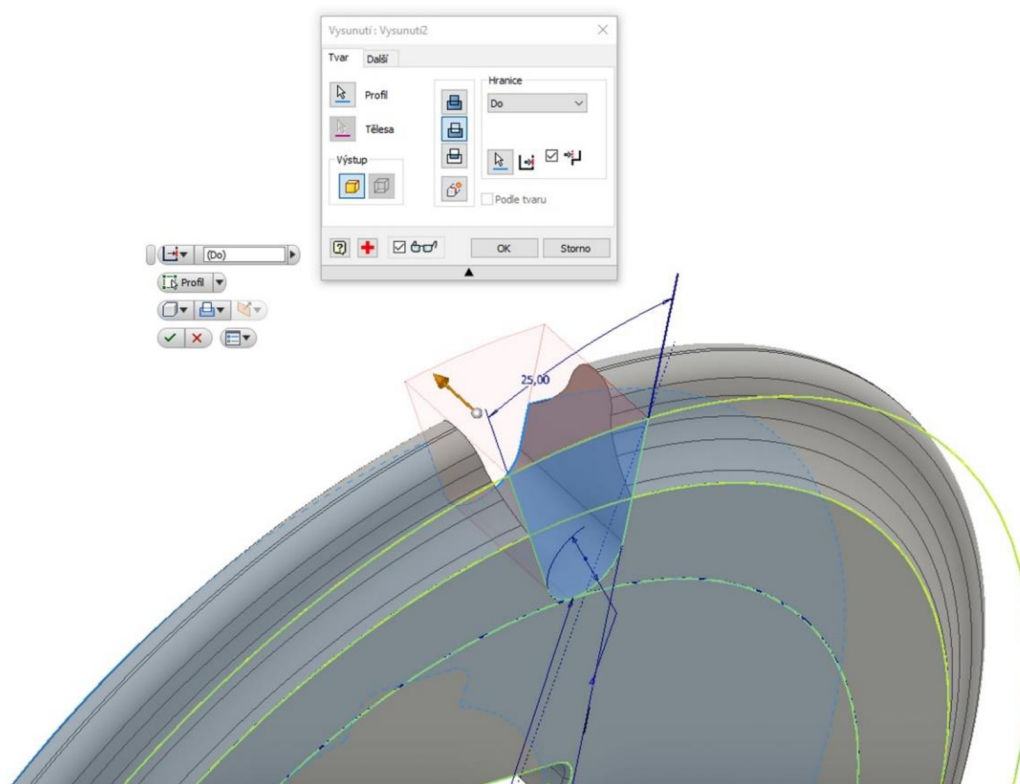 Vysunutí : Vysunutí2
Tvar
Další
Profil
Tělesa
Výstup
Hranice
Do
Podle tvaru
OK
Storno
(Do)
Profil
25,00